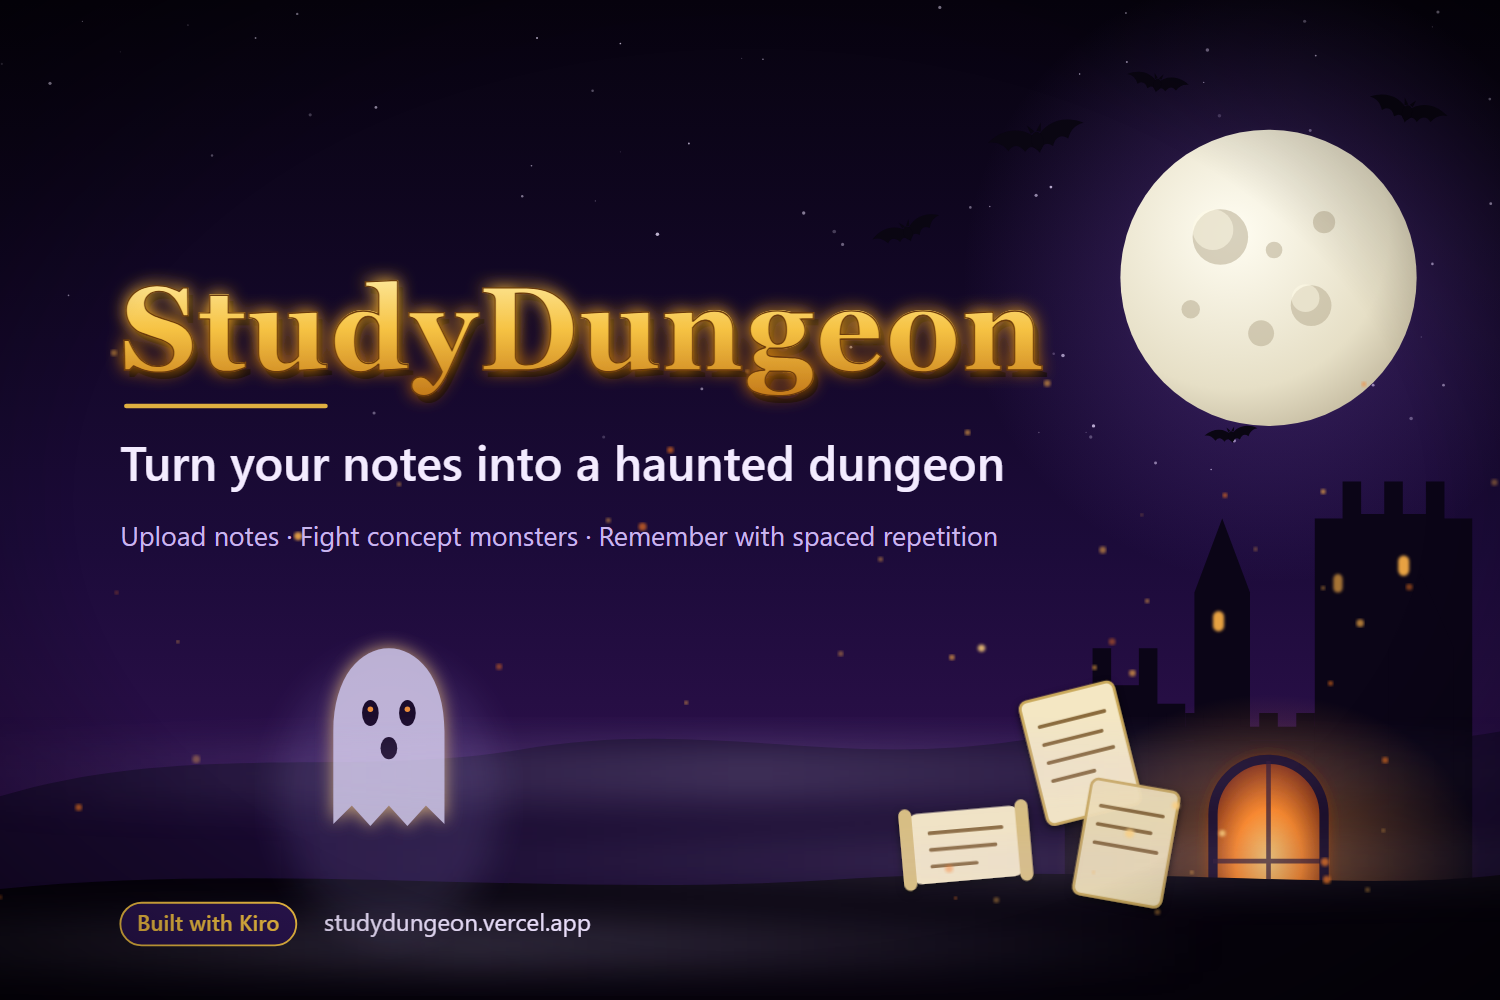 StudyDungeon
Turn your notes into a haunted dungeon
Upload notes · Fight concept monsters · Remember with spaced repetition
Built with Kiro
studydungeon.vercel.app